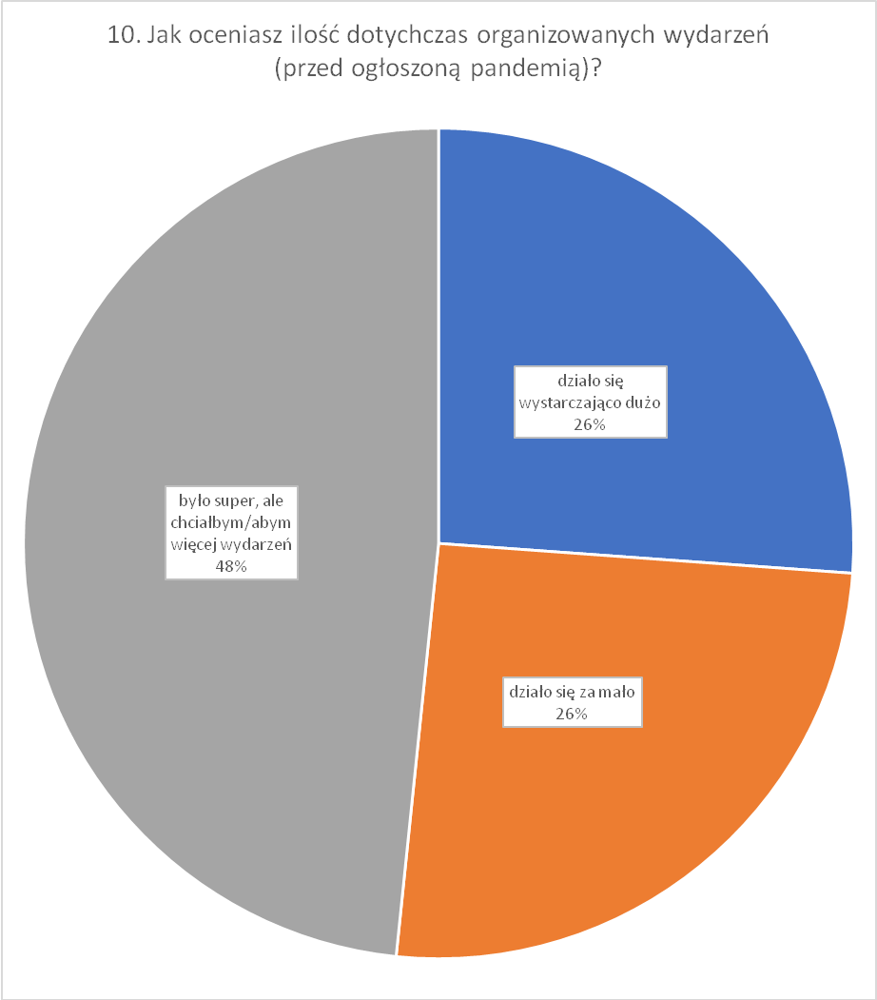 10. Jak oceniasz ilość dotychczas organizowanych wydarzeń
(przed ogłoszoną pandemią)?
działo się
wystarczająco dużo
26%
było super, ale
chciałbym/abym
więcej wydarzeń
48%
działo się za mało
26%